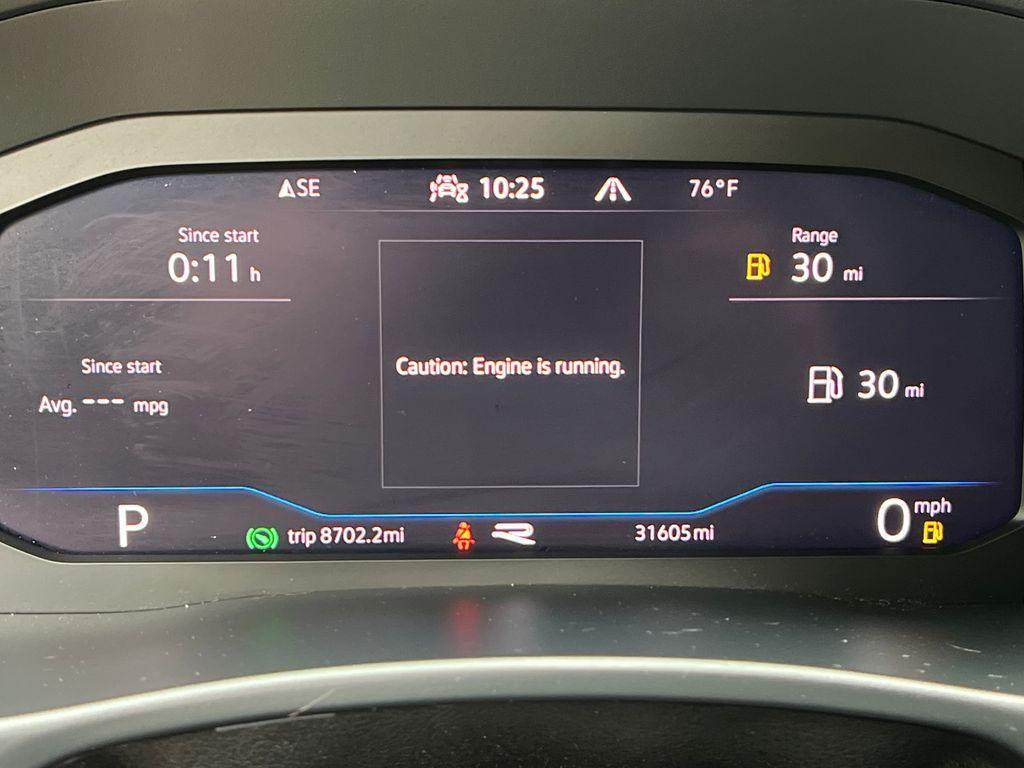 SE
10:25
76°F
Since start
0:11 h
Range
30 mi
Caution: Engine is running.
Since start
Avg. --- mpg
30 mi
P
trip 8702.2mi
31605mi
0 mph